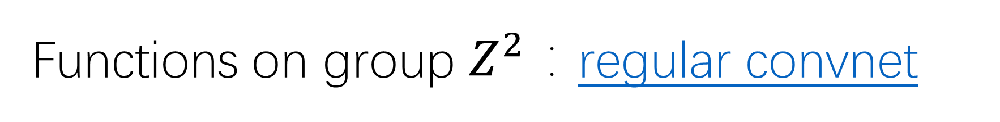 Functions on group Z² : regular convnet